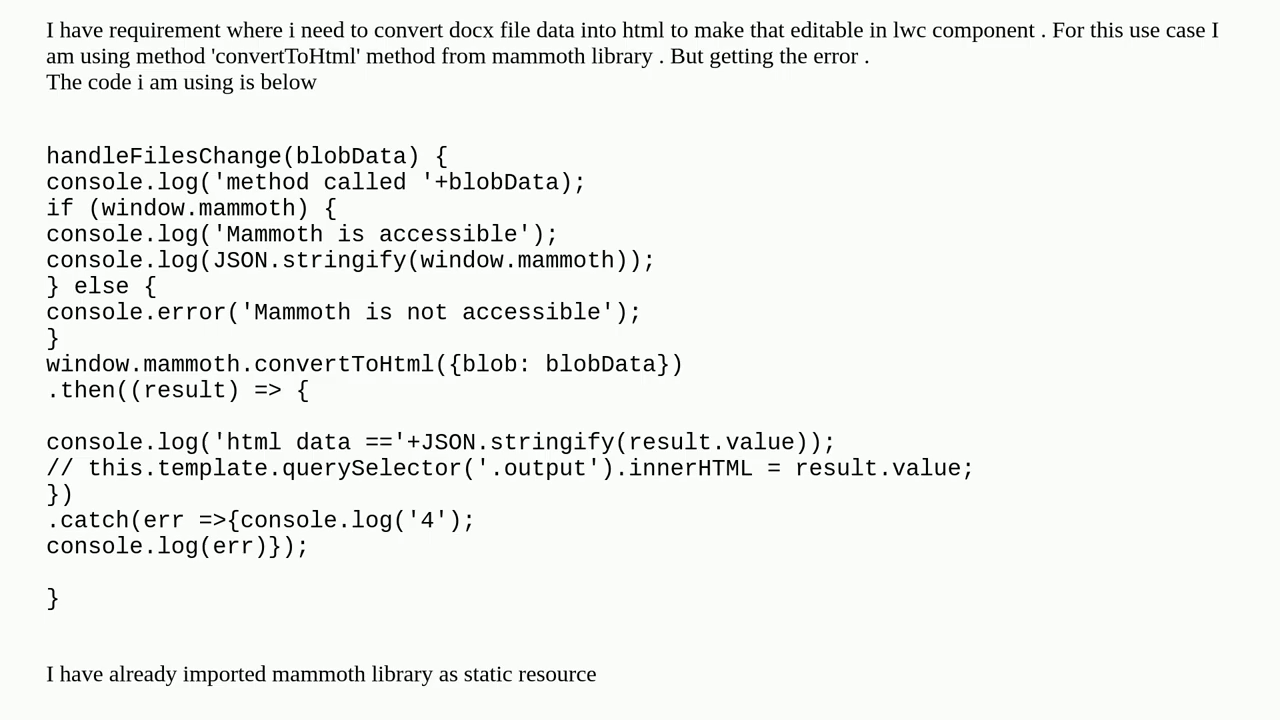 I have requirement where i need to convert docx file data into html to make that editable in lwc component . For this use case I
am using method 'convertToHtml' method from mammoth library . But getting the error .
The code i am using is below
handleFilesChange(blobData) {
console.log('method called '+blobData);
if (window.mammoth) {
console.log('Mammoth is accessible');
console.log(JSON.stringify(window.mammoth));
} else {
console.error('Mammoth is not accessible');
}
window.mammoth.convertToHtml({blob: blobData})
.then((result) => {
console.log('html data =='+JSON.stringify(result.value));
// this.template.querySelector('.output').innerHTML = result.value;
})
.catch(err =>{console.log('4');
console.log(err)});
}
I have already imported mammoth library as static resource